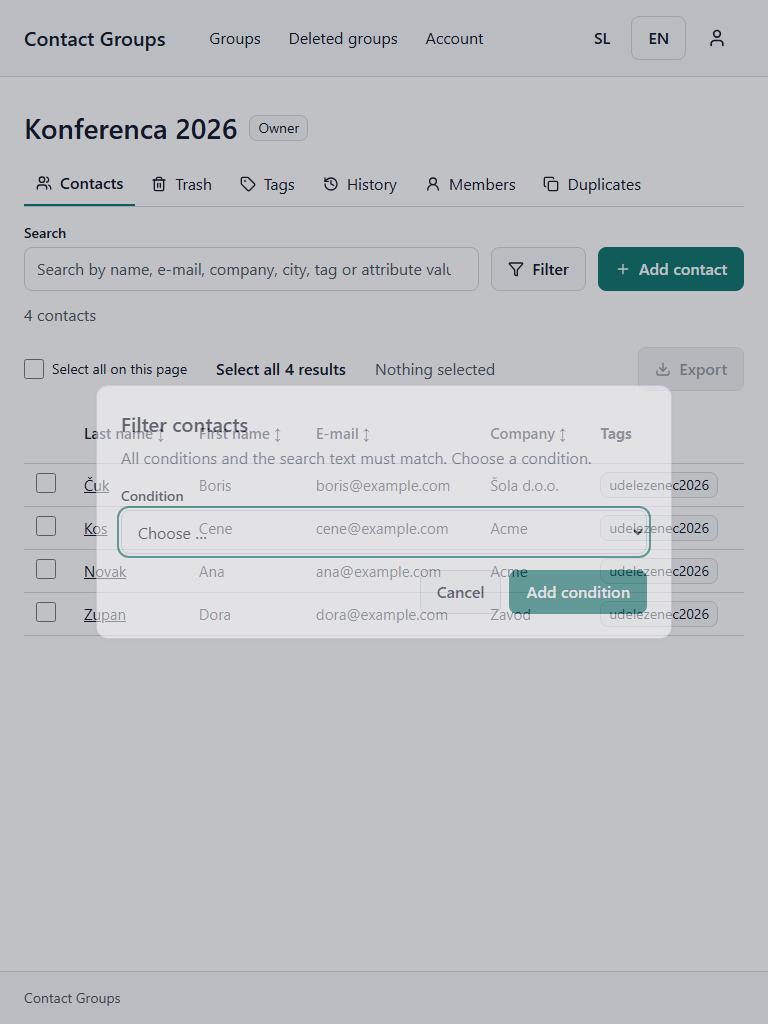 Contact Groups Groups Deleted groups Account SL EN
Konferenca 2026 Owner
Contacts Trash Tags History Members Duplicates
Search
Search by name, e-mail, company, city, tag or attribute valu Filter Add contact
4 contacts
Select all on this page Select all 4 results Nothing selected Export
Filter contacts
Last name First name E-mail Company Tags
All conditions and the search text must match. Choose a condition.
Čuk Boris boris@example.com Šola d.o.o. udelezenec2026
Condition
Kos Cene cene@example.com Acme udelezenec2026
Choose ...
Novak Ana ana@example.com Acme udelezenec2026
Cancel Add condition
Zupan Dora dora@example.com Zavod udelezenec2026
Contact Groups